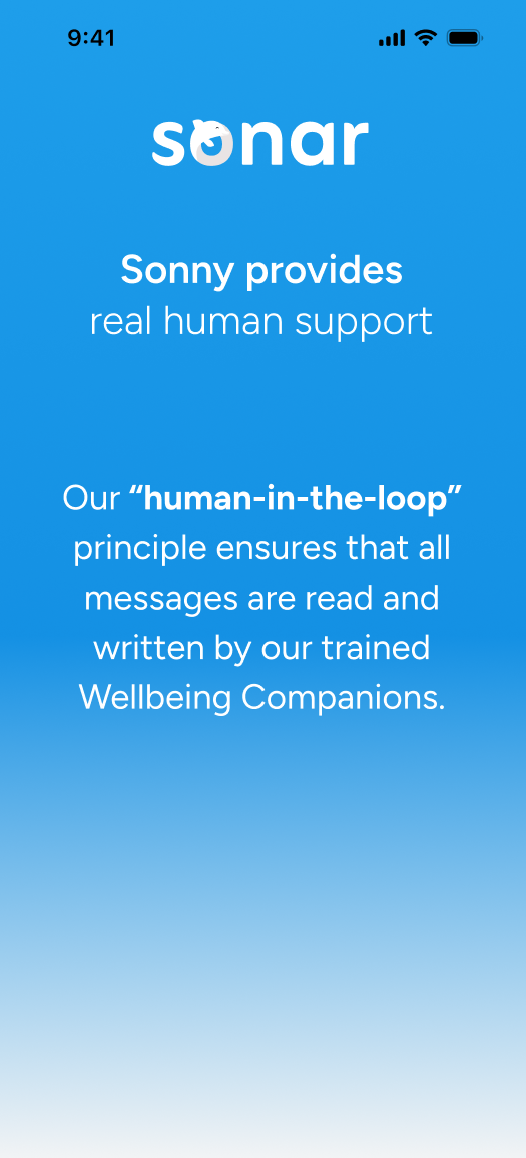 9:41
sonar
Sonny provides
real human support
Our “human-in-the-loop”
principle ensures that all
messages are read and
written by our trained
Wellbeing Companions.